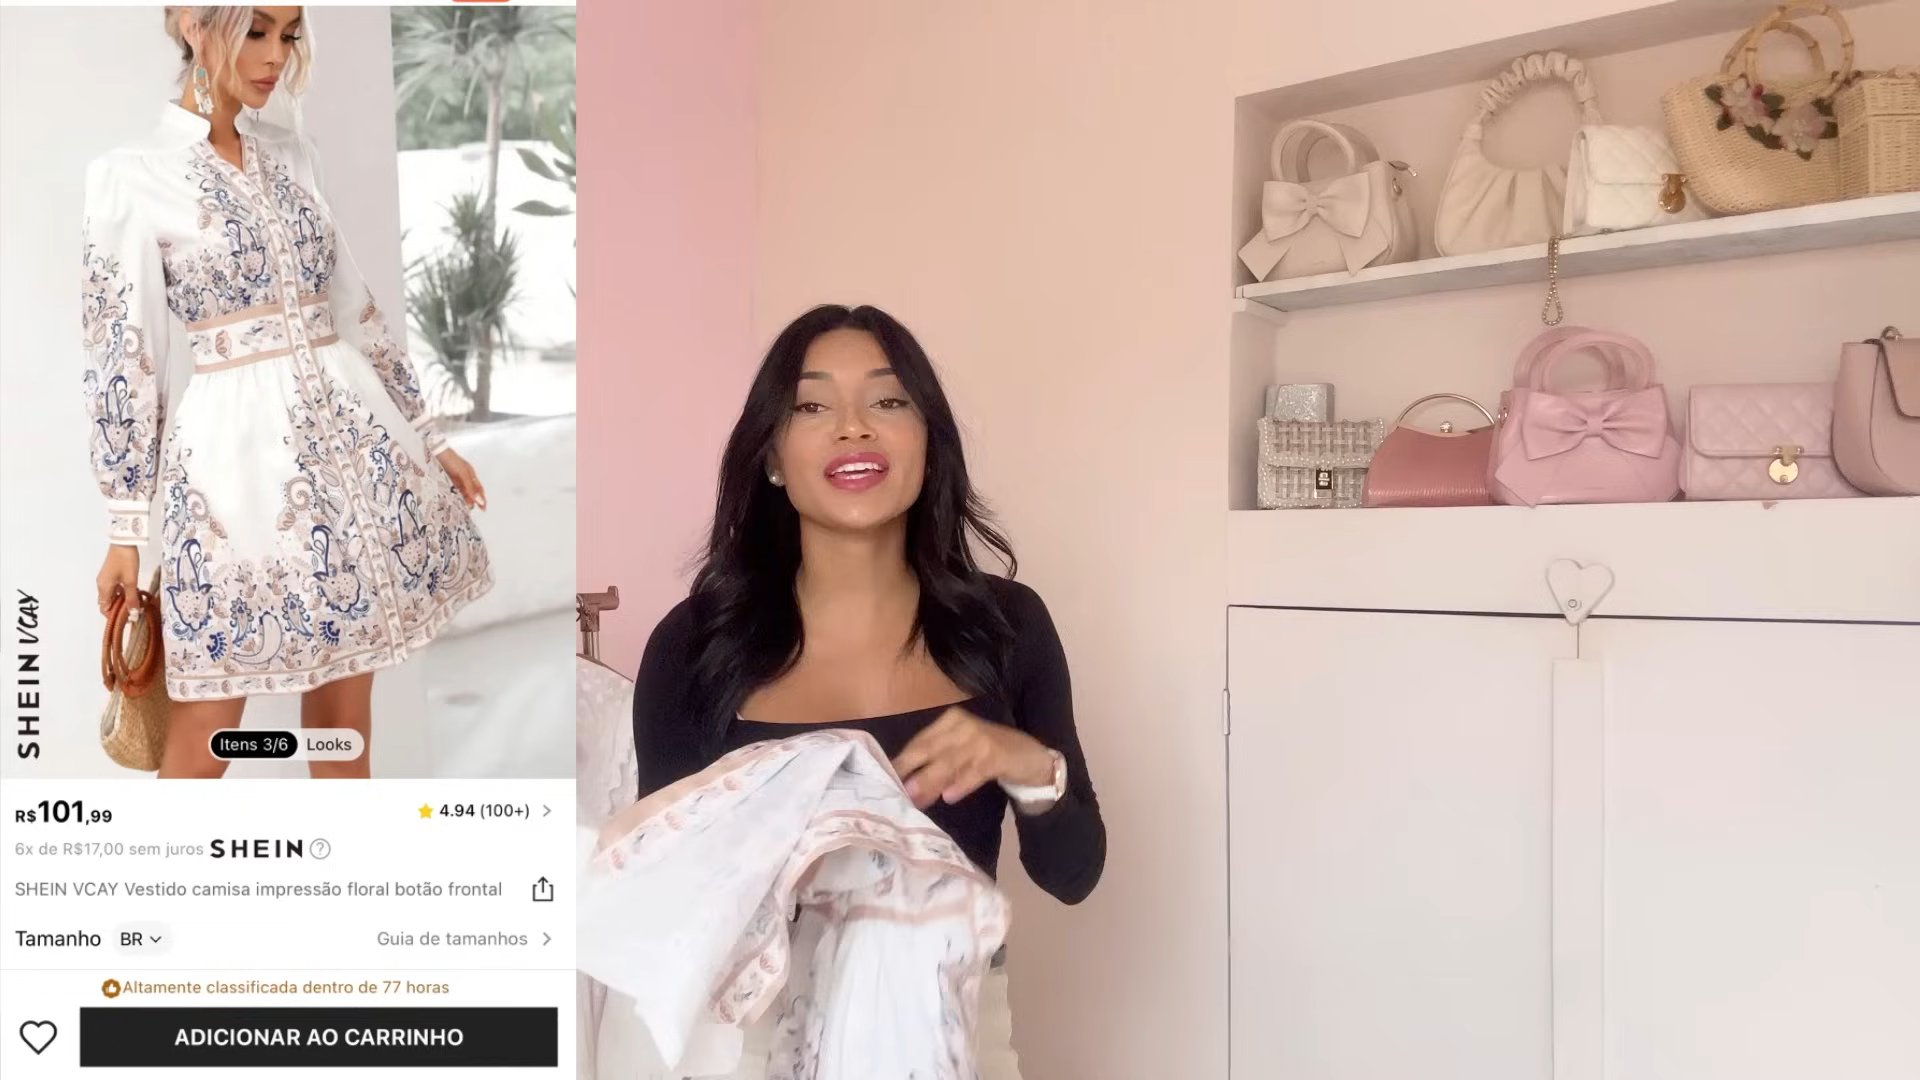 SHEIN VCAY
Itens 3/6 Looks
R$101,99
4.94 (100+)
6x de R$17,00 sem juros SHEIN ?
SHEIN VCAY Vestido camisa impressão floral botão frontal
Tamanho BR
Guia de tamanhos
Altamente classificada dentro de 77 horas
ADICIONAR AO CARRINHO